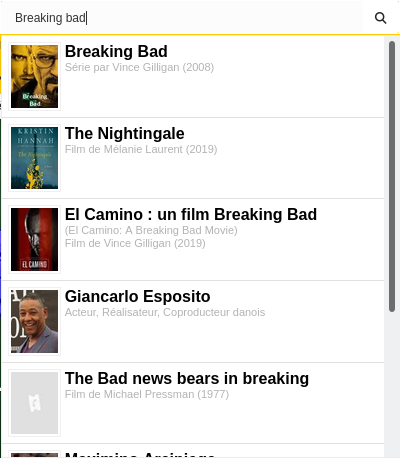 Breaking bad
Breaking Bad
Série par Vince Gilligan (2008)
Breaking
Bad
The Nightingale
Film de Mélanie Laurent (2019)
KRISTIN
HANNAH
El Camino : un film Breaking Bad
(El Camino: A Breaking Bad Movie)
Film de Vince Gilligan (2019)
EL CAMINO
Giancarlo Esposito
Acteur, Réalisateur, Coproducteur danois
The Bad news bears in breaking
Film de Michael Pressman (1977)